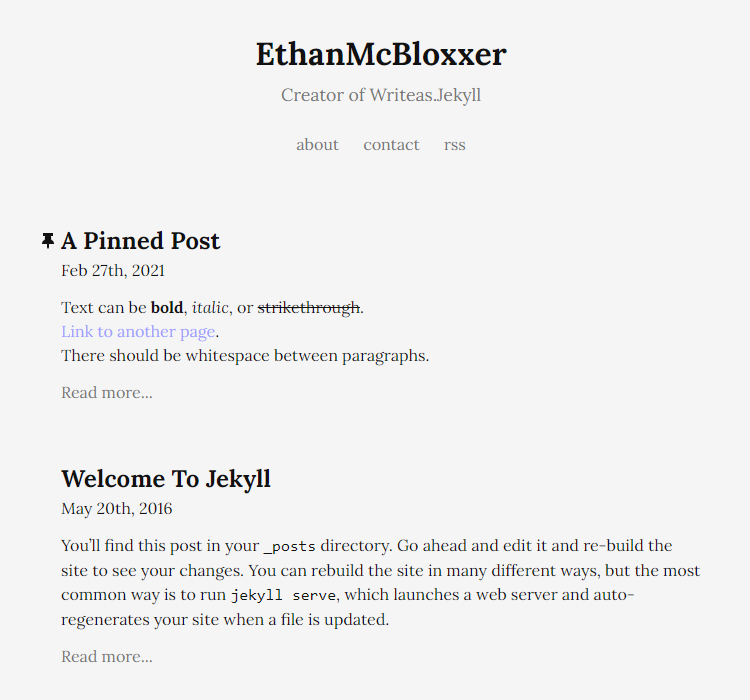 EthanMcBloxxer
Creator of Writeas.Jekyll
about contact rss
A Pinned Post
Feb 27th, 2021
Text can be bold, italic, or strikethrough.
Link to another page.
There should be whitespace between paragraphs.
Read more...
Welcome To Jekyll
May 20th, 2016
You’ll find this post in your _posts directory. Go ahead and edit it and re-build the
site to see your changes. You can rebuild the site in many different ways, but the most
common way is to run jekyll serve, which launches a web server and auto-
regenerates your site when a file is updated.
Read more...